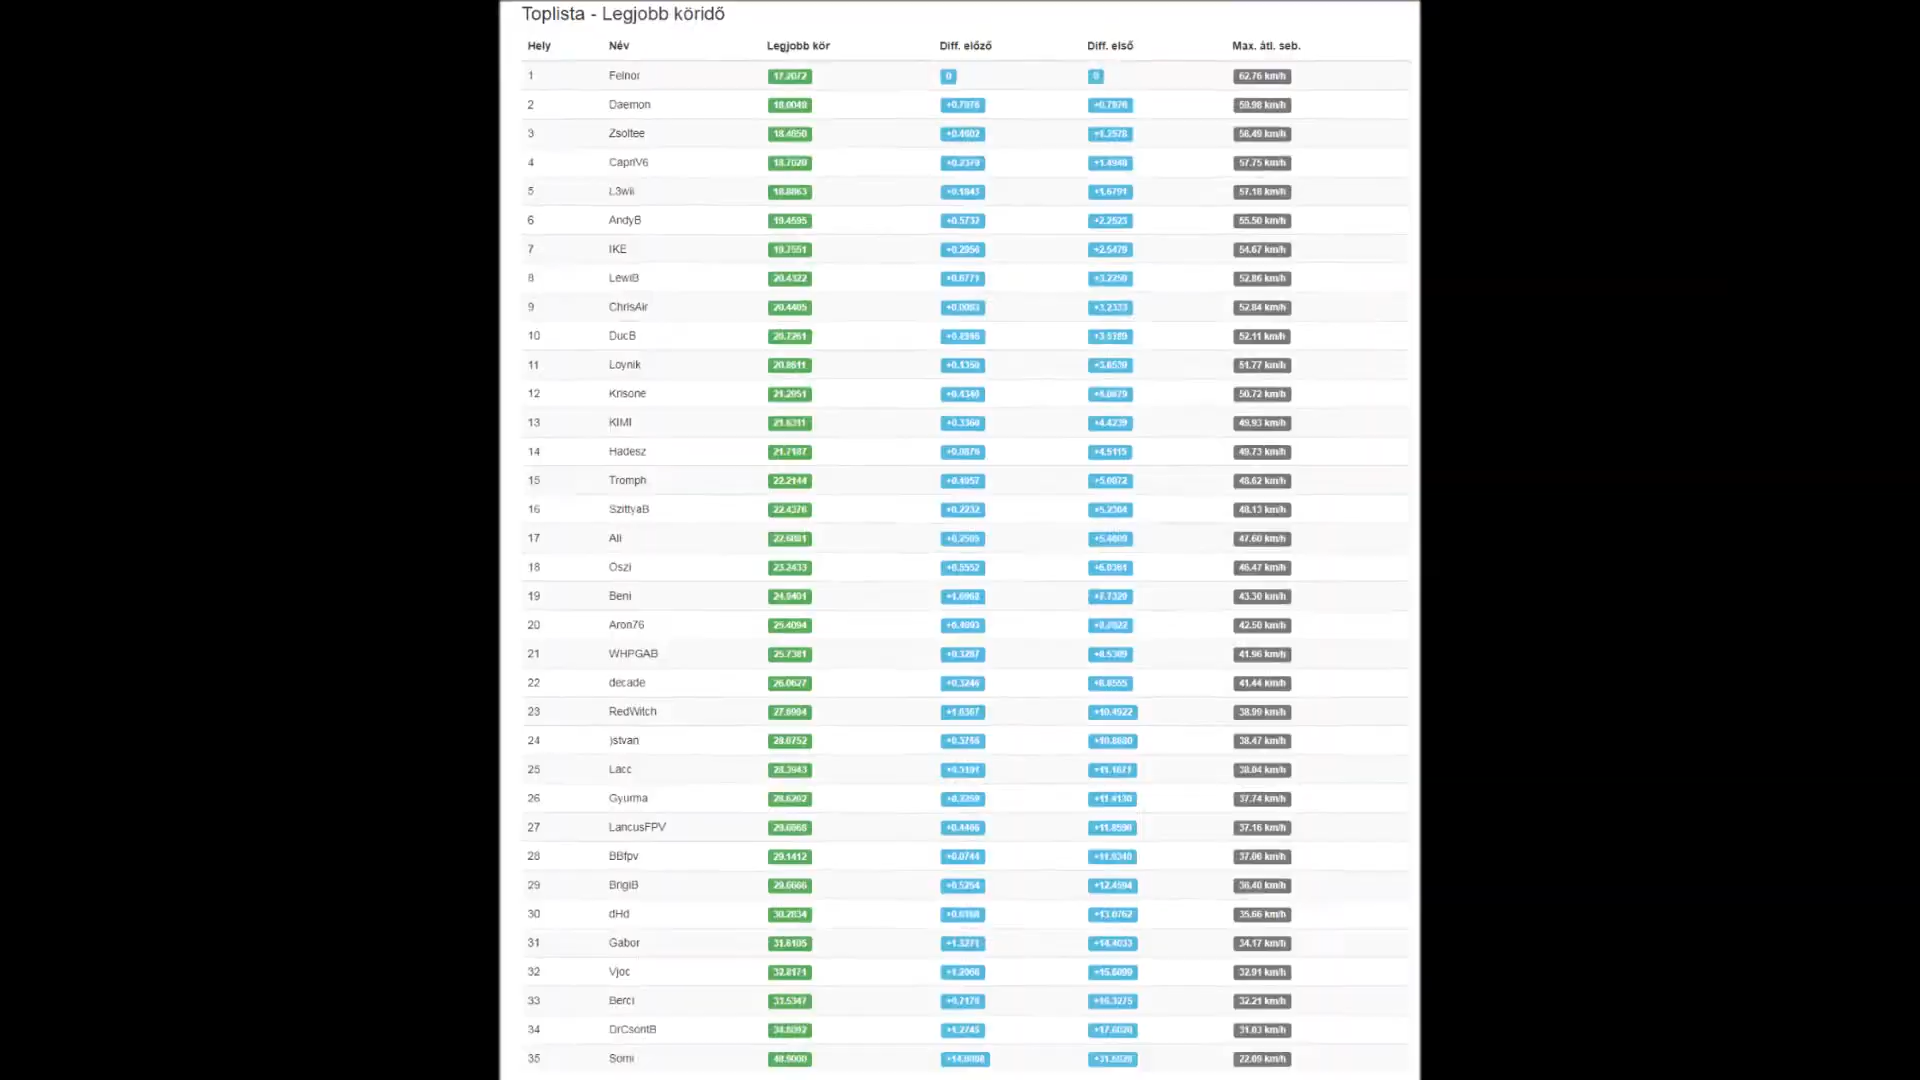 Toplista - Legjobb köridő
Hely Név Legjobb kör Diff. előző Diff. első Max. átl. seb.
1 Felnor 17.2072 0 0 62.76 km/h
2 Daemon 18.0048 +0.7976 +0.7976 59.98 km/h
3 Zsoltee 18.4650 +0.4602 +1.2578 58.49 km/h
4 CapriV6 18.7020 +0.2370 +1.4948 57.75 km/h
5 L3wii 18.8863 +0.1843 +1.6791 57.18 km/h
6 AndyB 19.4595 +0.5732 +2.2523 55.50 km/h
7 IKE 19.7551 +0.2956 +2.5479 54.67 km/h
8 LewiB 20.4322 +0.6771 +3.2250 52.86 km/h
9 ChrisAir 20.4405 +0.0083 +3.2333 52.84 km/h
10 DucB 20.7261 +3.5189 52.11 km/h
11 Loynik 20.8611 +0.1350 +3.6539 51.77 km/h
12 Krisone 21.2951 +0.4340 +4.0879 50.72 km/h
13 KIMI 21.6311 +0.3360 +4.4239 49.93 km/h
14 Hadesz 21.7187 +0.0876 +4.5115 49.73 km/h
15 Tromph 22.2144 +0.4957 +5.0072 48.62 km/h
16 SzittyaB 22.4376 +0.2232 +5.2304 48.13 km/h
17 Ali 22.6881 +0.2505 +5.4809 47.60 km/h
18 Oszi 23.2433 +0.5552 +6.0361 46.47 km/h
19 Beni 24.9401 +1.6968 +7.7329 43.30 km/h
20 Aron76 25.4094 +0.4693 +8.2022 42.50 km/h
21 WHPGAB 25.7381 +0.3287 +8.5309 41.96 km/h
22 decade 26.0627 +0.3246 +8.8555 41.44 km/h
23 RedWitch 27.6994 +1.6367 +10.4922 38.99 km/h
24 28.0752 +10.8680 38.47 km/h
25 Lacc 28.3943 +0.3191 +11.1871 38.04 km/h
26 Gyurma 28.6202 +0.2259 +11.4130 37.74 km/h
27 LancusFPV 29.0668 +0.4466 +11.8596 37.16 km/h
28 BBfpv 29.1412 +0.0744 +11.9340 37.06 km/h
29 BrigiB 29.6666 +0.5254 +12.4594 36.40 km/h
30 dHd 30.2834 +0.6168 +13.0762 35.66 km/h
31 Gabor 31.6105 +1.3271 +14.4033 34.17 km/h
32 Vjoc 32.8171 +1.2066 +15.6099 32.91 km/h
33 Berci 33.5347 +0.7176 +16.3275 32.21 km/h
34 DrCsontB 34.8092 +1.2745 +17.6020 31.03 km/h
35 Somi 48.9000 22.09 km/h